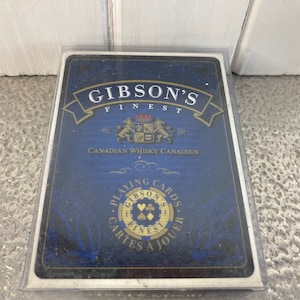 GIBSON'S
FINEST
CANADIAN WHISKY CANADIEN
PLAYING CARDS
GIBSON'S
FINEST
CARTES À JOUER